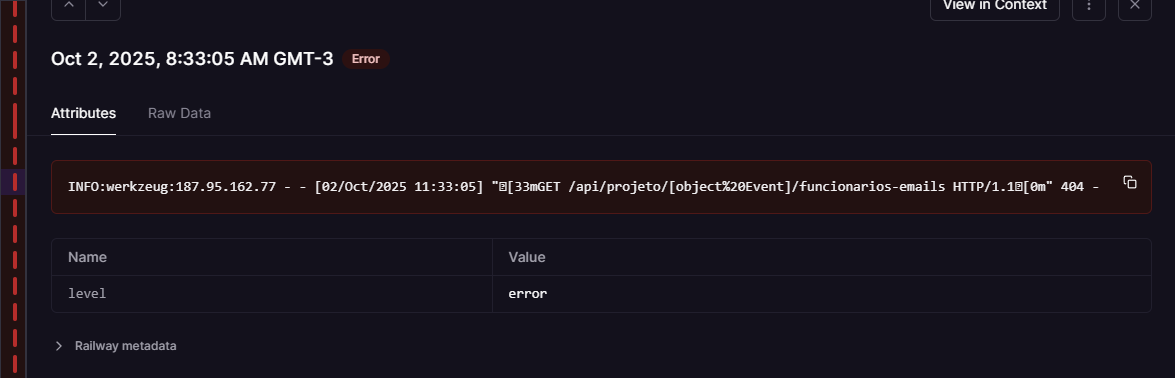 View in Context
Oct 2, 2025, 8:33:05 AM GMT-3 Error
Attributes Raw Data
INFO:werkzeug:187.95.162.77 - - [02/Oct/2025 11:33:05] "[33mGET /api/projeto/[object%20Event]/funcionarios-emails HTTP/1.1[0m" 404 -
Name Value
level error
Railway metadata